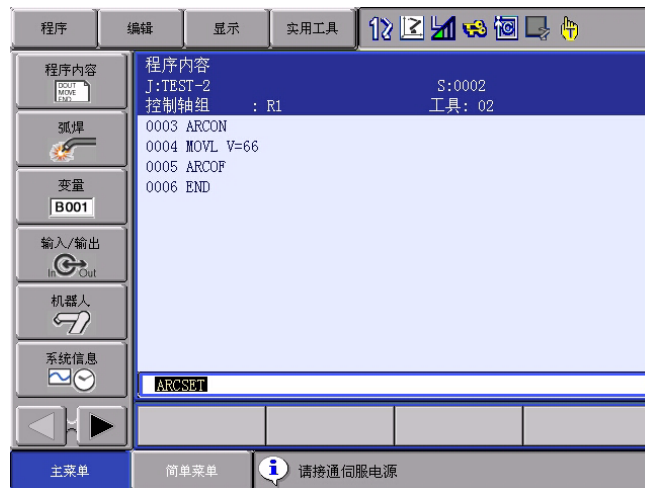 程序 编辑 显示 实用工具
程序内容
DOUT
MOVE
END
弧焊
变量
B001
输入/输出
In Out
机器人
系统信息
程序内容
J:TEST-2 S:0002
控制轴组 : R1 工具: 02
0003 ARCON
0004 MOVL V=66
0005 ARCOF
0006 END
ARCSET
主菜单 简单菜单 请接通伺服电源